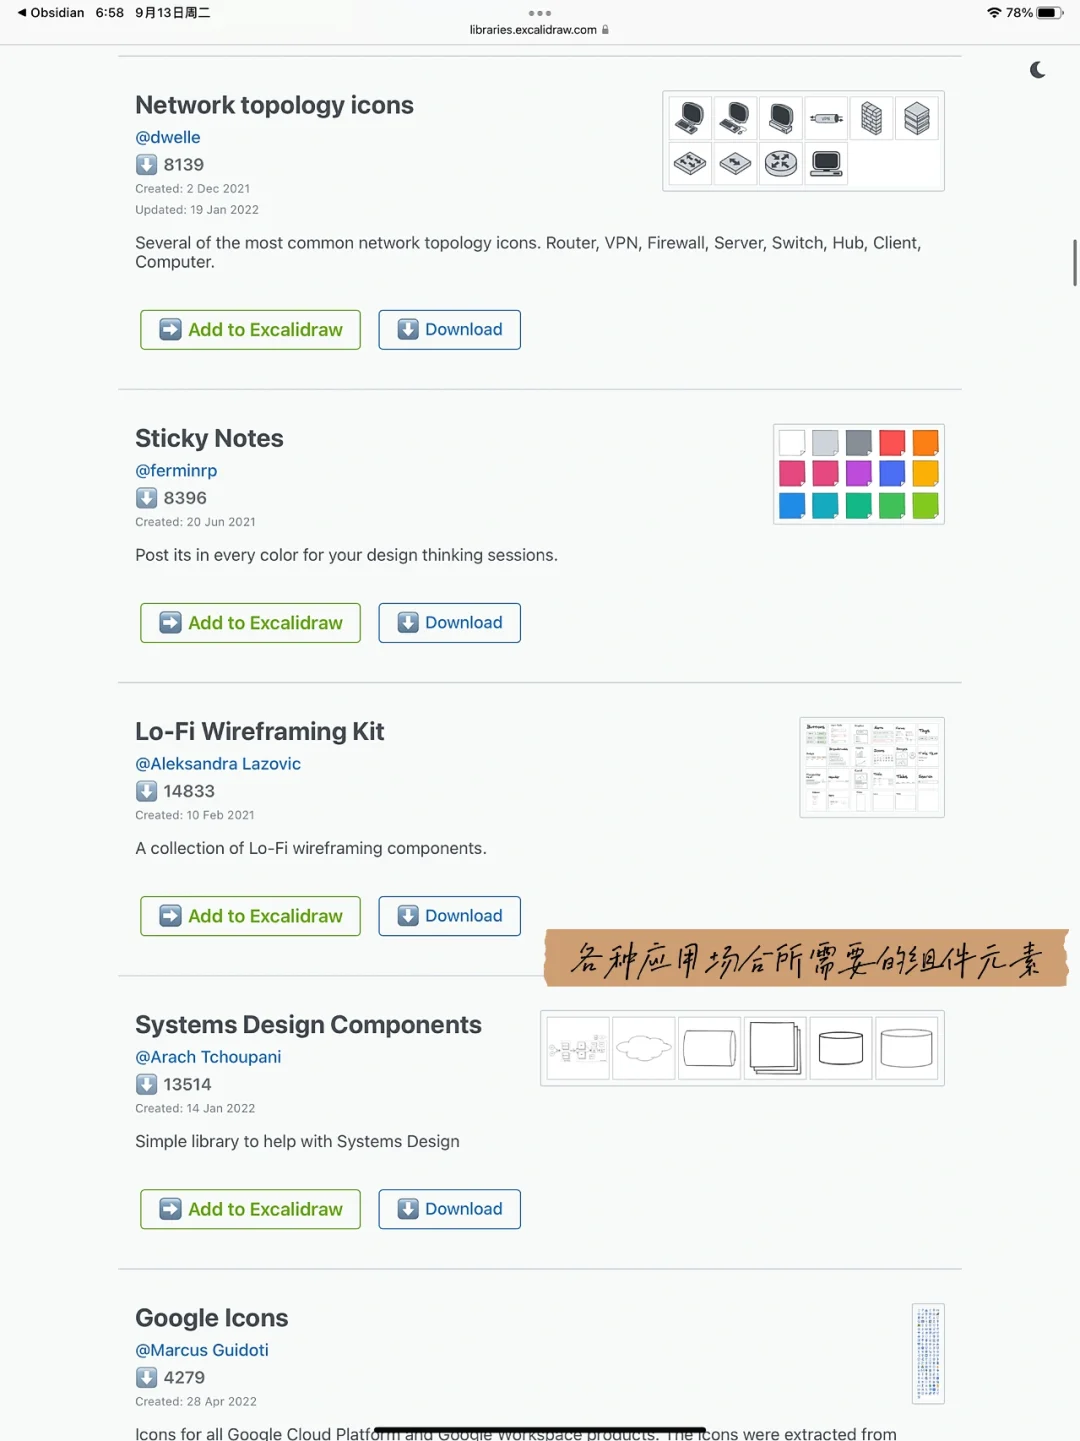 ◀ Obsidian 6:58 9月13日周二
78%
libraries.excalidraw.com
Network topology icons
@dwelle
8139
Created: 2 Dec 2021
Updated: 19 Jan 2022
VPN
Several of the most common network topology icons. Router, VPN, Firewall, Server, Switch, Hub, Client,
Computer.
Add to Excalidraw Download
Sticky Notes
@ferminrp
8396
Created: 20 Jun 2021
Post its in every color for your design thinking sessions.
Add to Excalidraw Download
Lo-Fi Wireframing Kit
@Aleksandra Lazovic
14833
Created: 10 Feb 2021
A collection of Lo-Fi wireframing components.
Add to Excalidraw Download
各种应用场合所需要的组件元素
Systems Design Components
@Arach Tchoupani
13514
Created: 14 Jan 2022
Simple library to help with Systems Design
Add to Excalidraw Download
Google Icons
@Marcus Guidoti
4279
Created: 28 Apr 2022
Icons for all Google Cloud Platform and Google Workspace products. The icons were extracted from